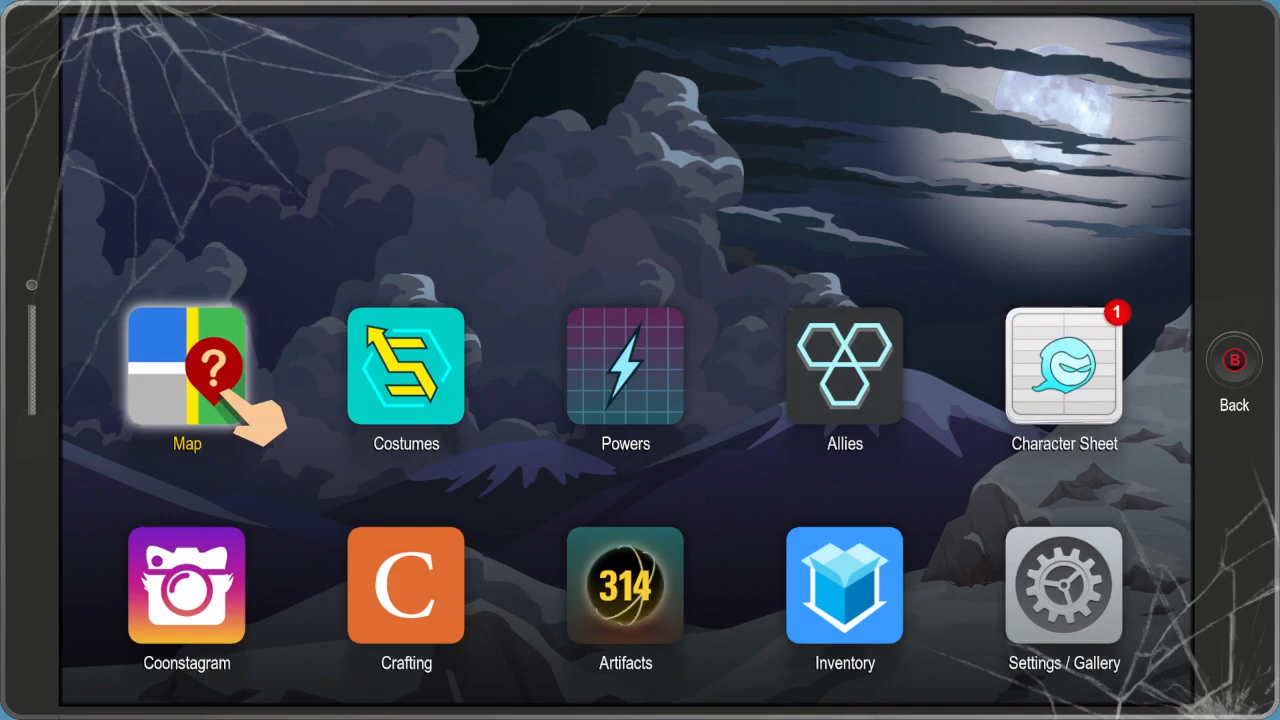 ?
1
Map
Costumes
Powers
Allies
Character Sheet
B
Back
C
314
Coonstagram
Crafting
Artifacts
Inventory
Settings / Gallery